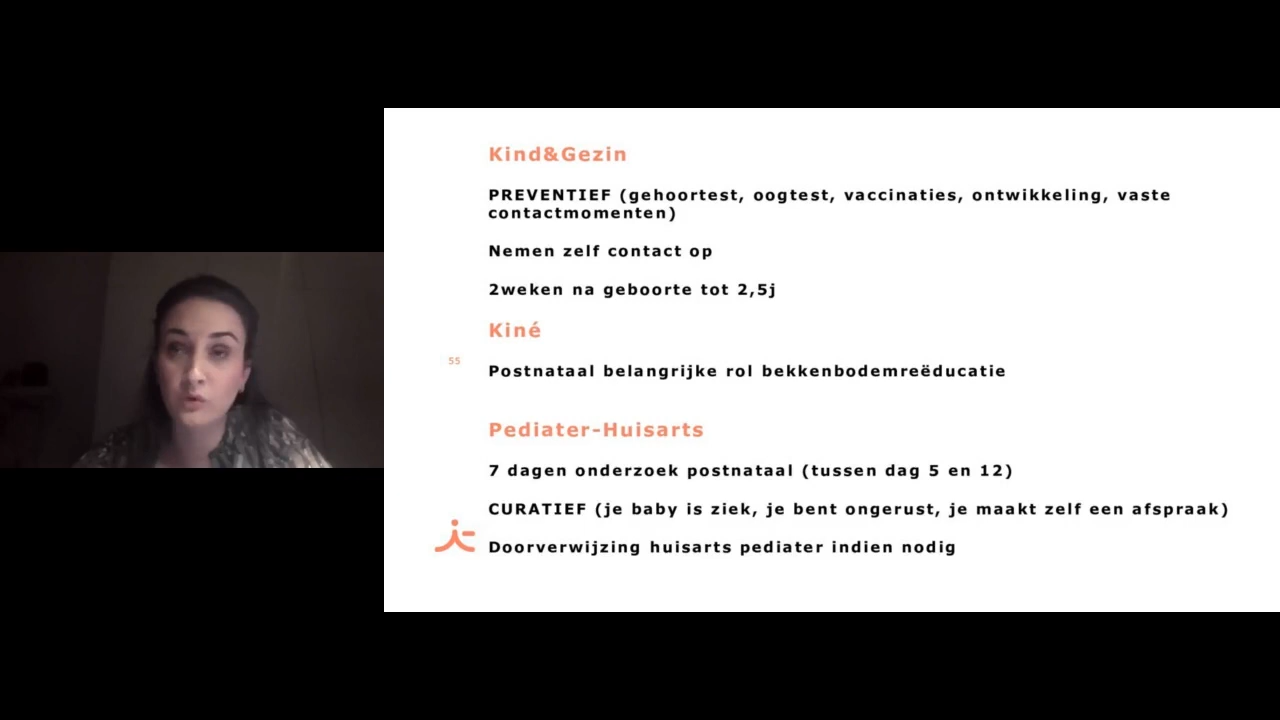 Kind&Gezin
PREVENTIEF (gehoortest, oogtest, vaccinaties, ontwikkeling, vaste
contactmomenten)
Nemen zelf contact op
2weken na geboorte tot 2,5j
Kiné
55
Postnataal belangrijke rol bekkenbodemreëducatie
Pediater-Huisarts
7 dagen onderzoek postnataal (tussen dag 5 en 12)
CURATIEF (je baby is ziek, je bent ongerust, je maakt zelf een afspraak)
Doorverwijzing huisarts pediater indien nodig